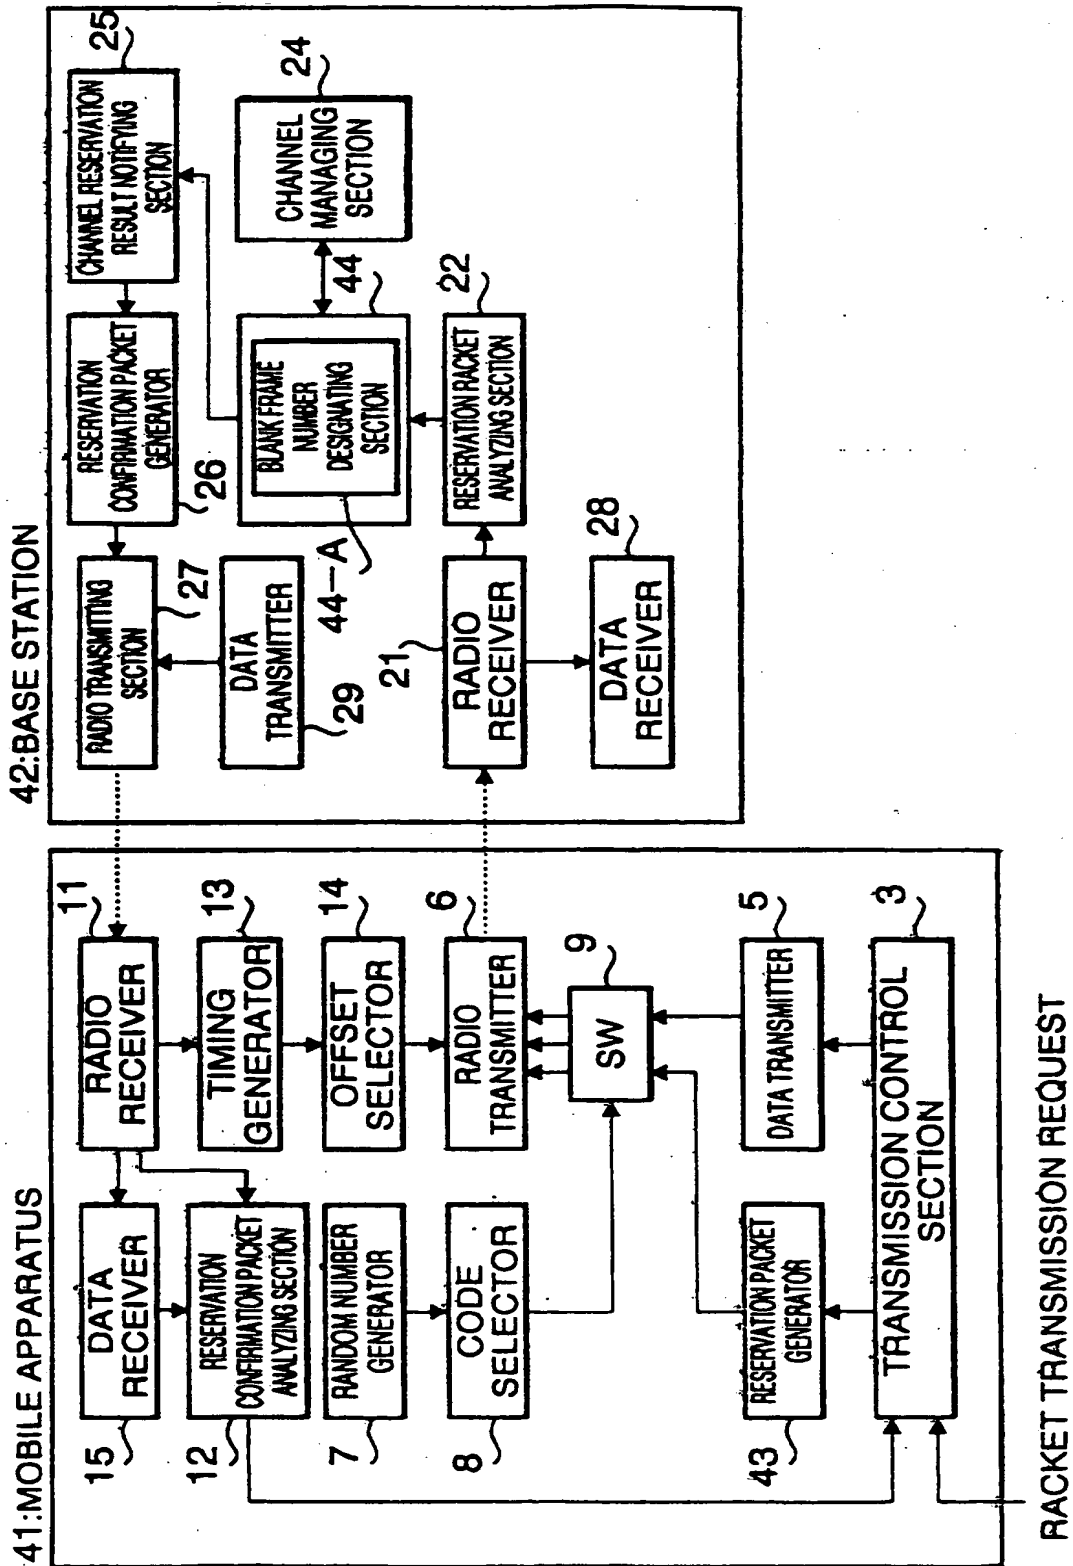 41:MOBILE APPARATUS
15
DATA
RECEIVER
11
RADIO
RECEIVER
12
RESERVATION
CONFIRMATION PACKET
ANALYZING SECTION
13
TIMING
GENERATOR
7
RANDOM NUMBER
GENERATOR
14
OFFSET
SELECTOR
8
CODE
SELECTOR
6
RADIO
TRANSMITTER
9
SW
43
RESERVATION PACKET
GENERATOR
5
DATA TRANSMITTER
3
TRANSMISSION CONTROL
SECTION
RACKET TRANSMISSION REQUEST
42:BASE STATION
27
RADIO TRANSMITTING
SECTION
26
RESERVATION
CONFIRMATION PACKET
GENERATOR
25
CHANNEL RESERVATION
RESULT NOTIFYING
SECTION
29
DATA
TRANSMITTER
44
44-A
BLANK FRAME
NUMBER
DESIGNATING
SECTION
24
CHANNEL
MANAGING
SECTION
21
RADIO
RECEIVER
22
RESERVATION RACKET
ANALYZING SECTION
28
DATA
RECEIVER